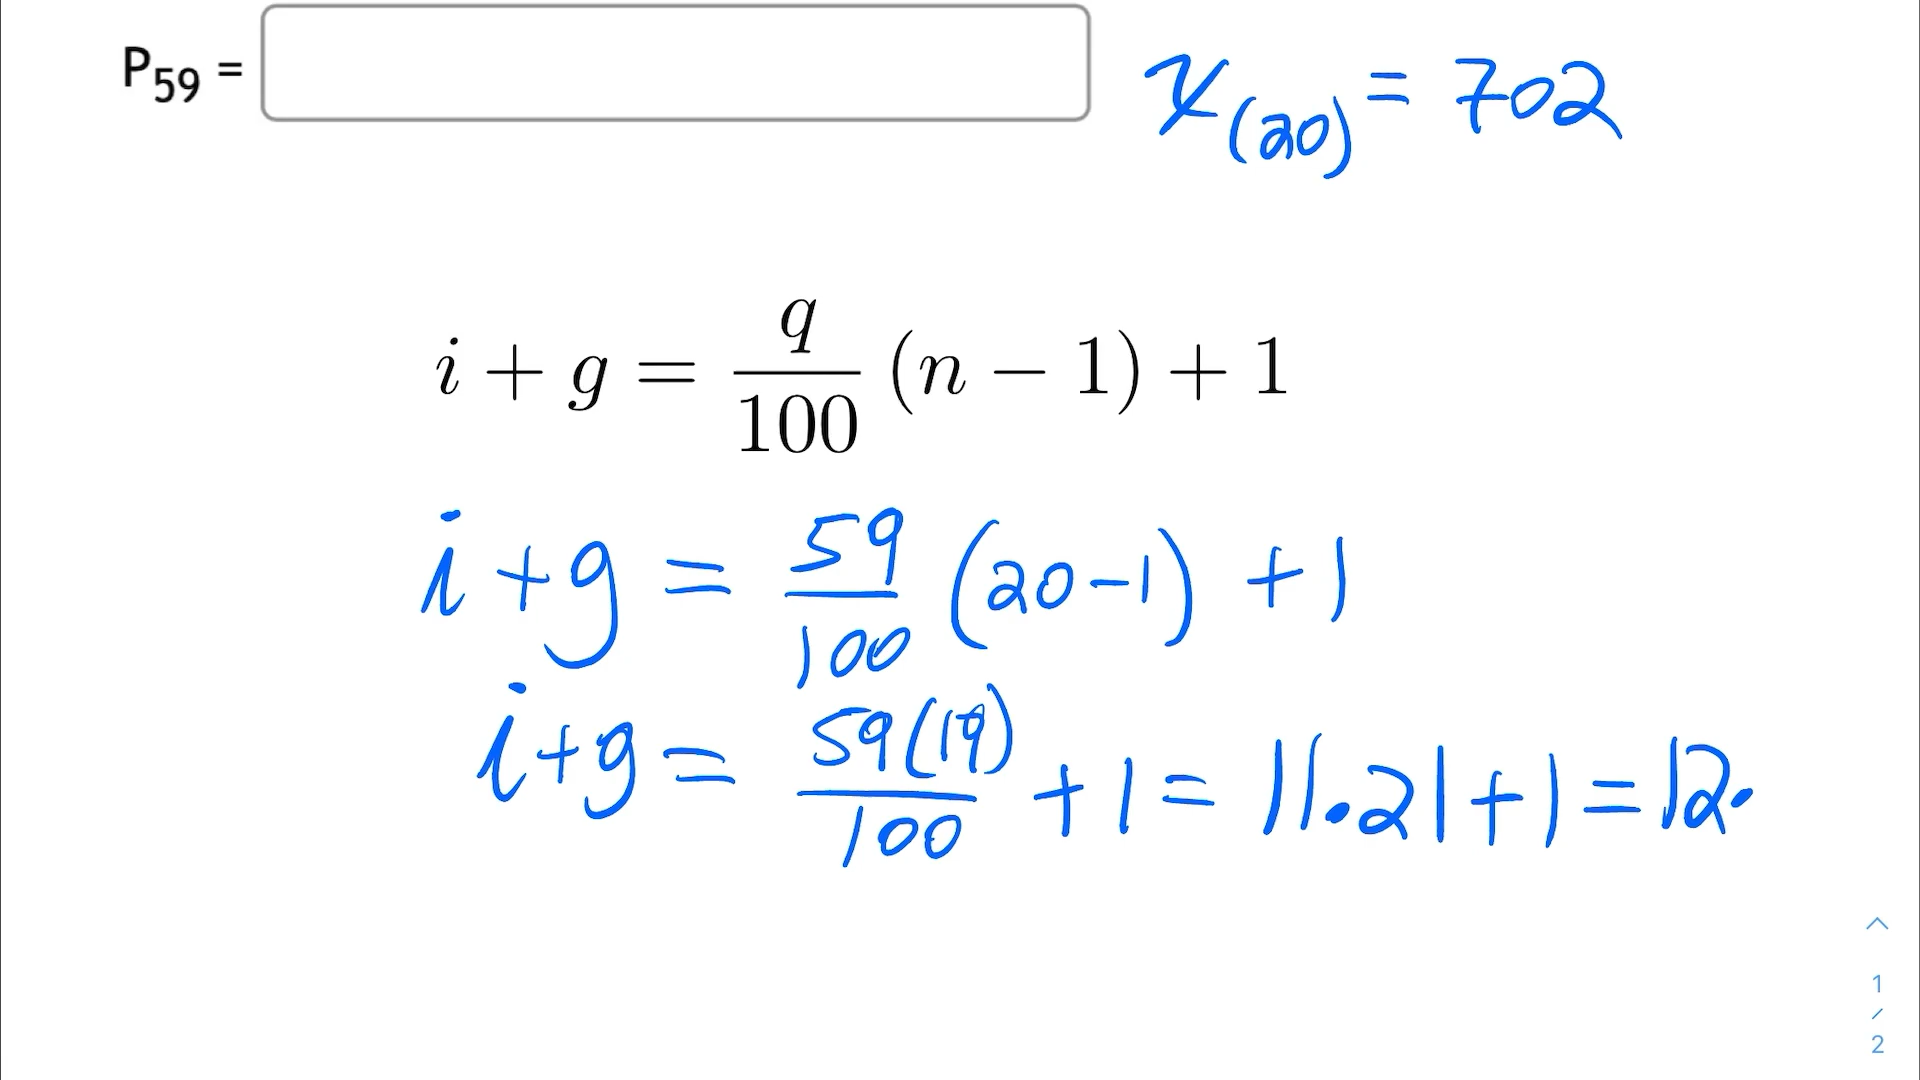 P₅₉ =
x₍₂₀₎ = 702
i + g = q/100 (n − 1) + 1
i + g = 59/100 (20-1) + 1
i + g = 59(19)/100 + 1 = 11.21 + 1 = 12.
1
/
2